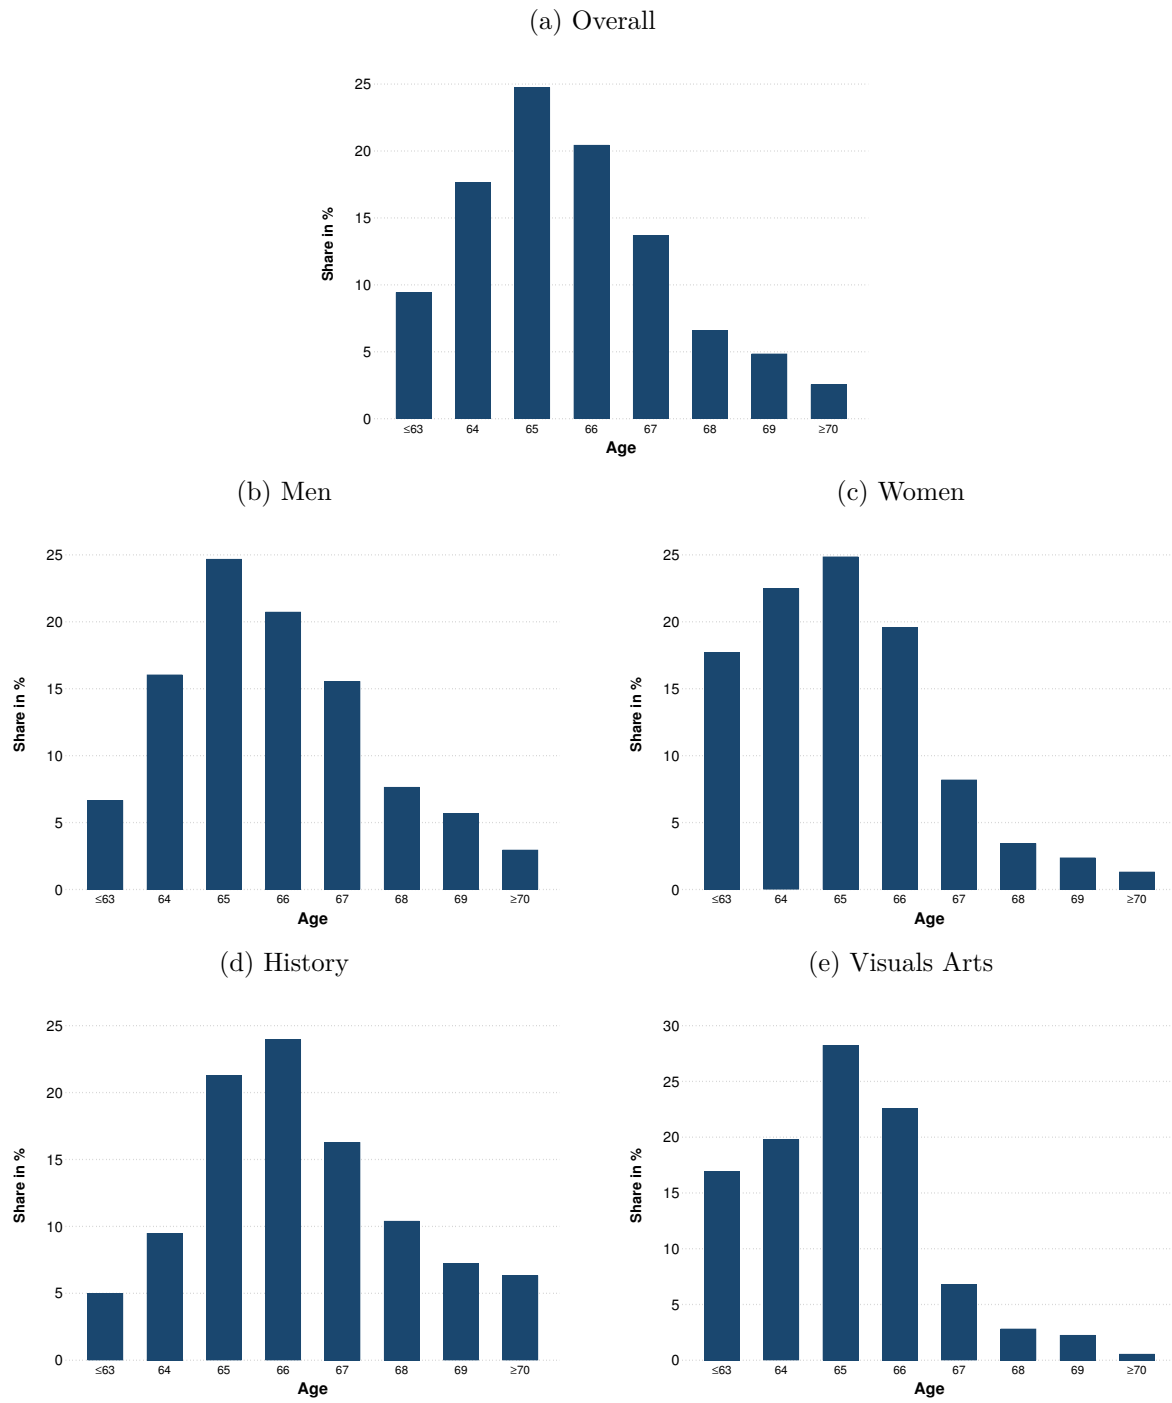 (a) Overall
25
20
15
10
5
0
Share in %
≤63 64 65 66 67 68 69 ≥70
Age
(b) Men
25
20
15
10
5
0
Share in %
≤63 64 65 66 67 68 69 ≥70
Age
(c) Women
25
20
15
10
5
0
Share in %
≤63 64 65 66 67 68 69 ≥70
Age
(d) History
25
20
15
10
5
0
Share in %
≤63 64 65 66 67 68 69 ≥70
Age
(e) Visuals Arts
30
25
20
15
10
5
0
Share in %
≤63 64 65 66 67 68 69 ≥70
Age